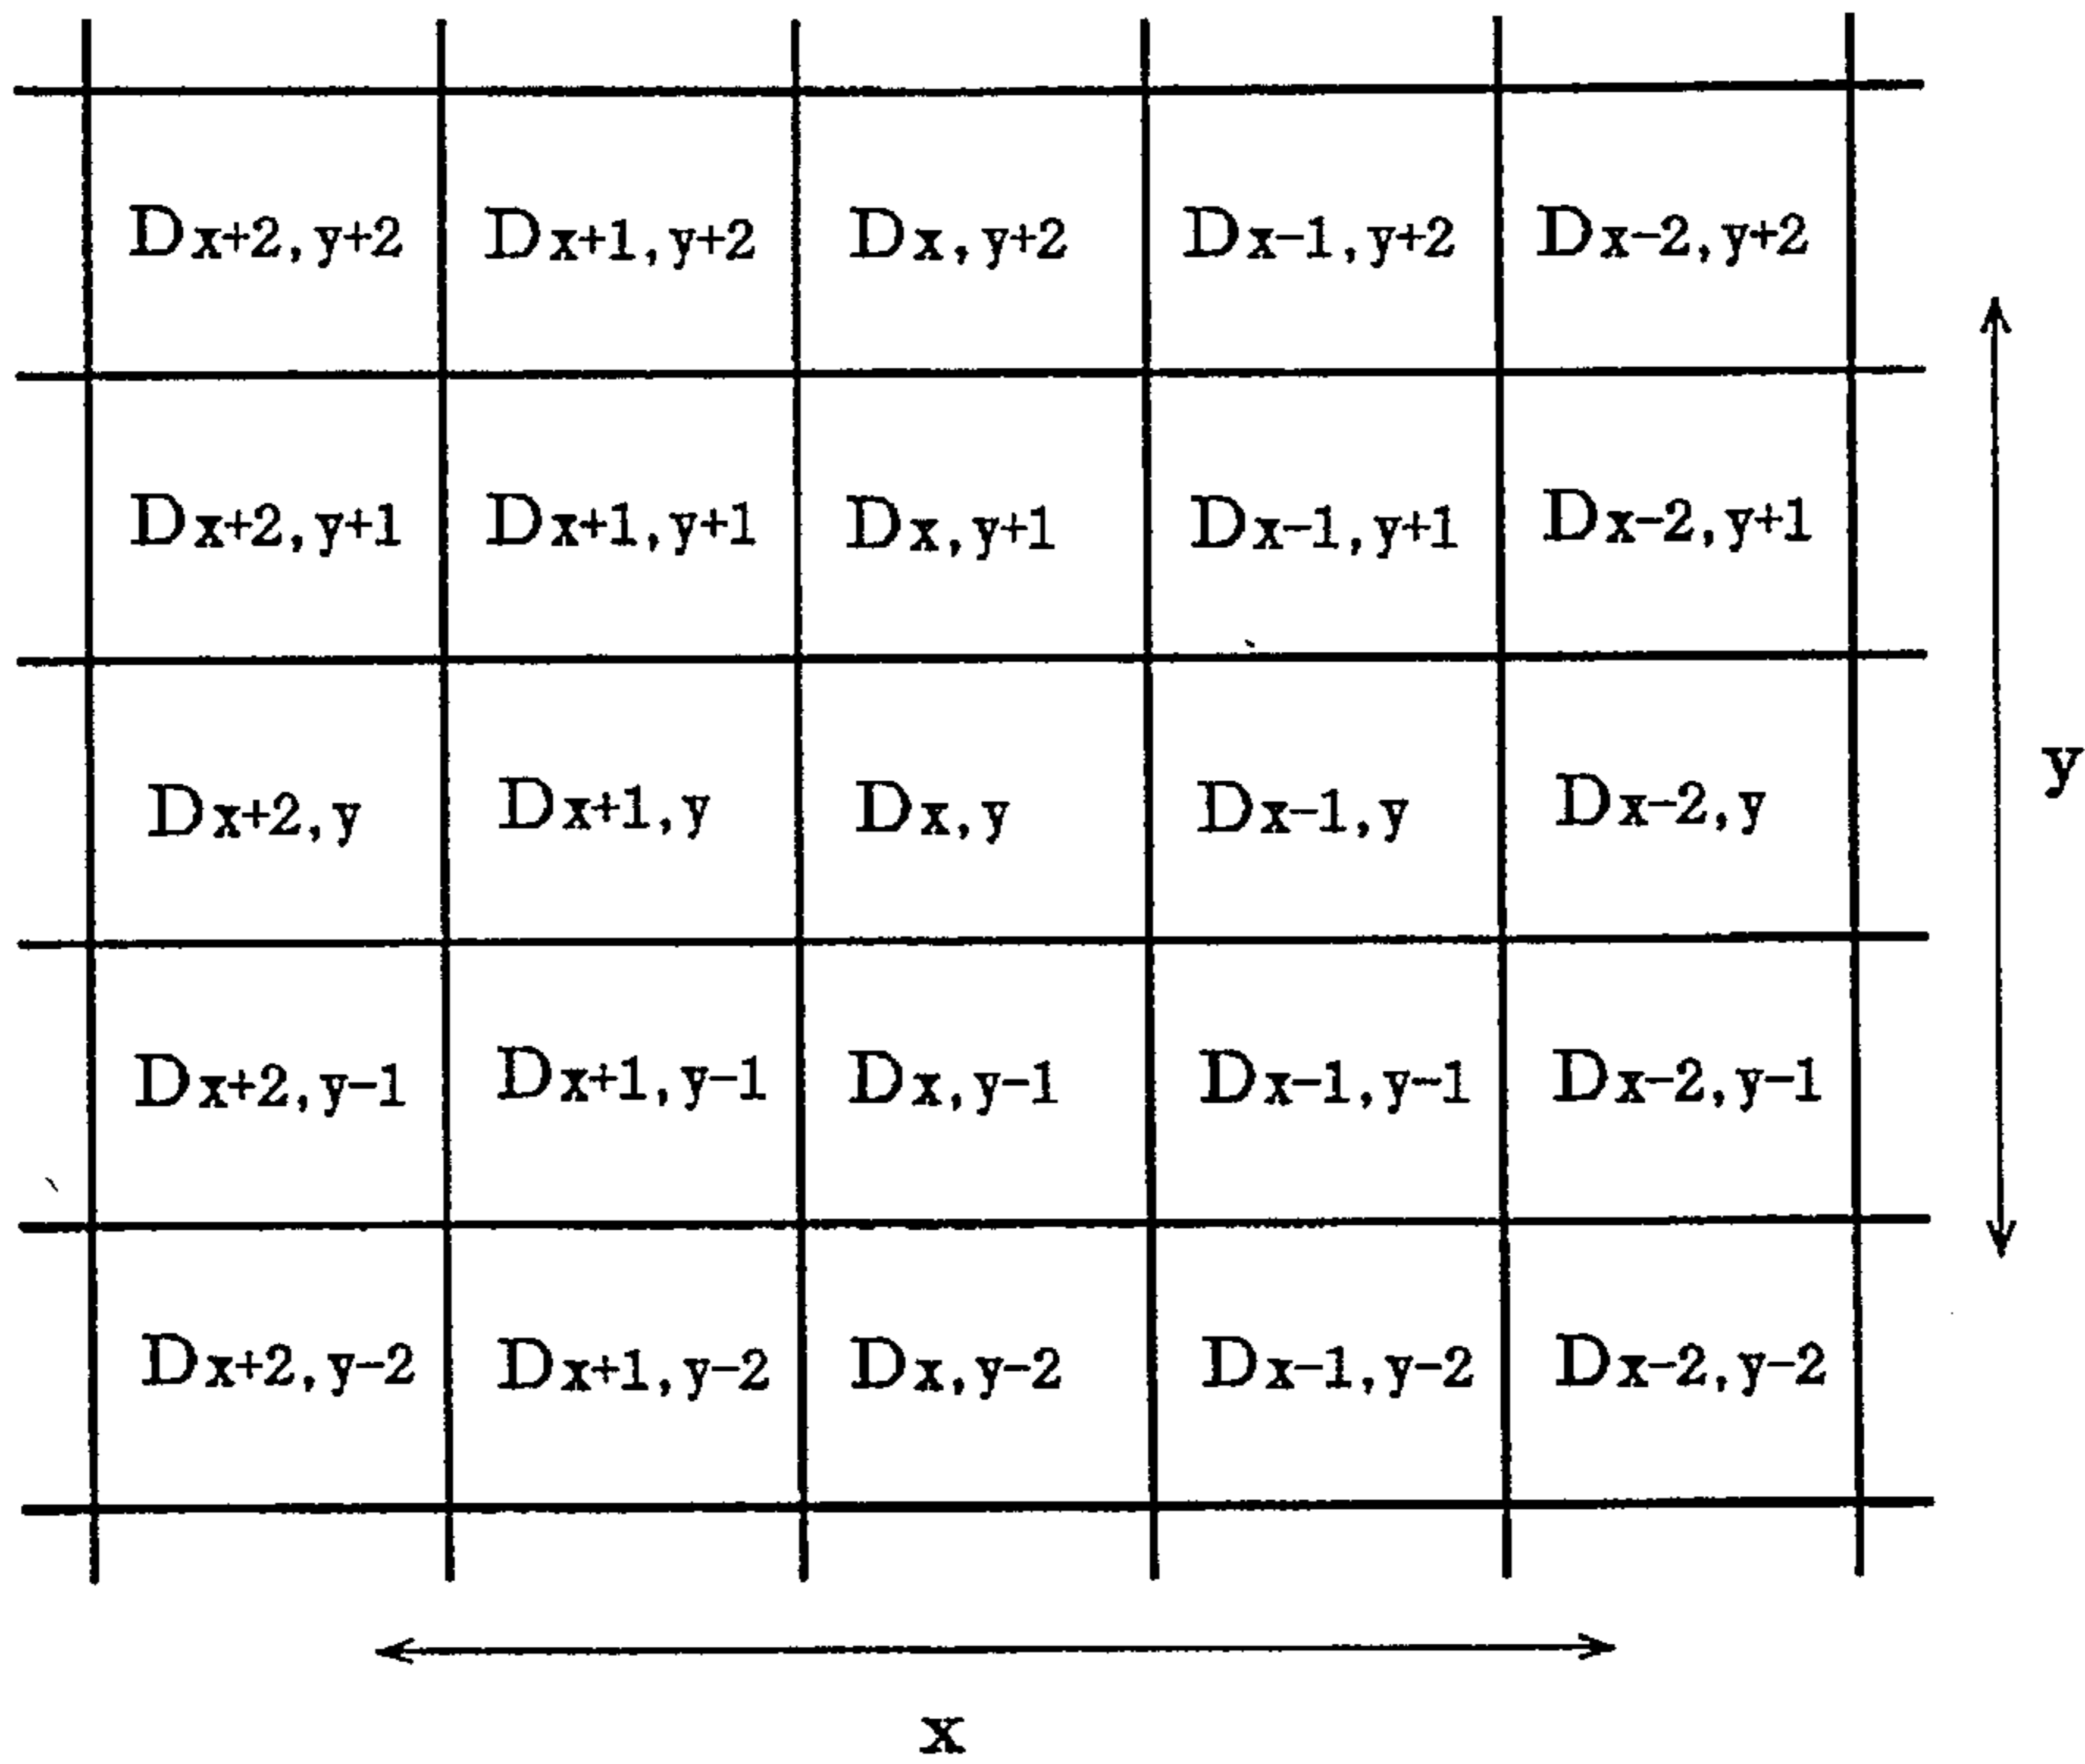 Dx+2,y+2 Dx+1,y+2 Dx,y+2 Dx-1,y+2 Dx-2,y+2
Dx+2,y+1 Dx+1,y+1 Dx,y+1 Dx-1,y+1 Dx-2,y+1
Dx+2,y Dx+1,y Dx,y Dx-1,y Dx-2,y
y
Dx+2,y-1 Dx+1,y-1 Dx,y-1 Dx-1,y-1 Dx-2,y-1
Dx+2,y-2 Dx+1,y-2 Dx,y-2 Dx-1,y-2 Dx-2,y-2
x